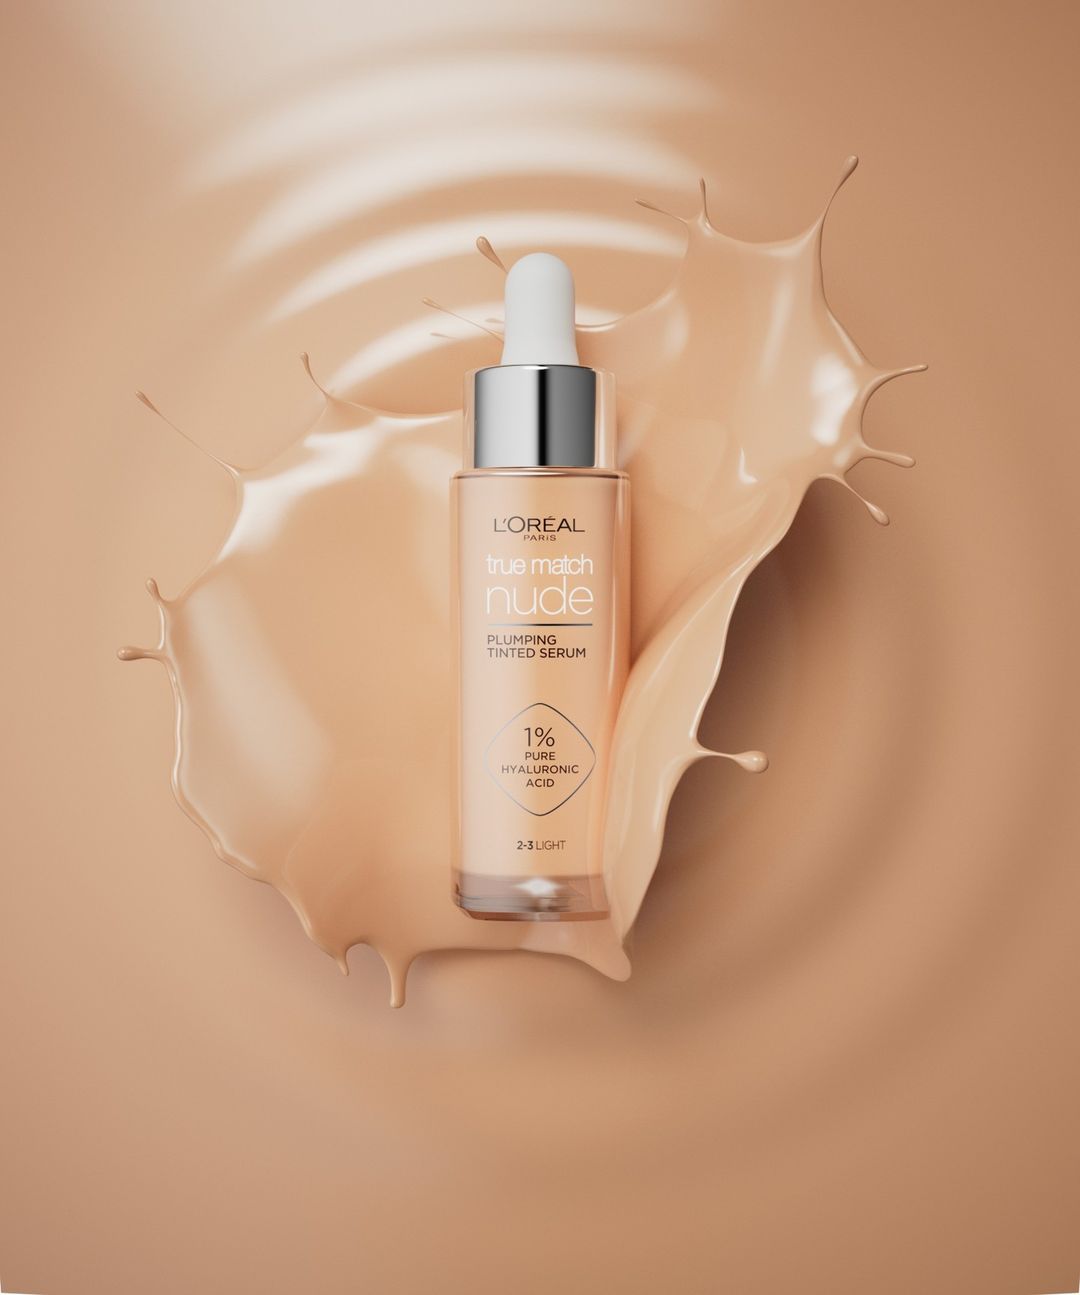 L'ORÉAL
PARIS
true match
nude
PLUMPING
TINTED SERUM
1%
PURE
HYALURONIC
ACID
2-3 LIGHT